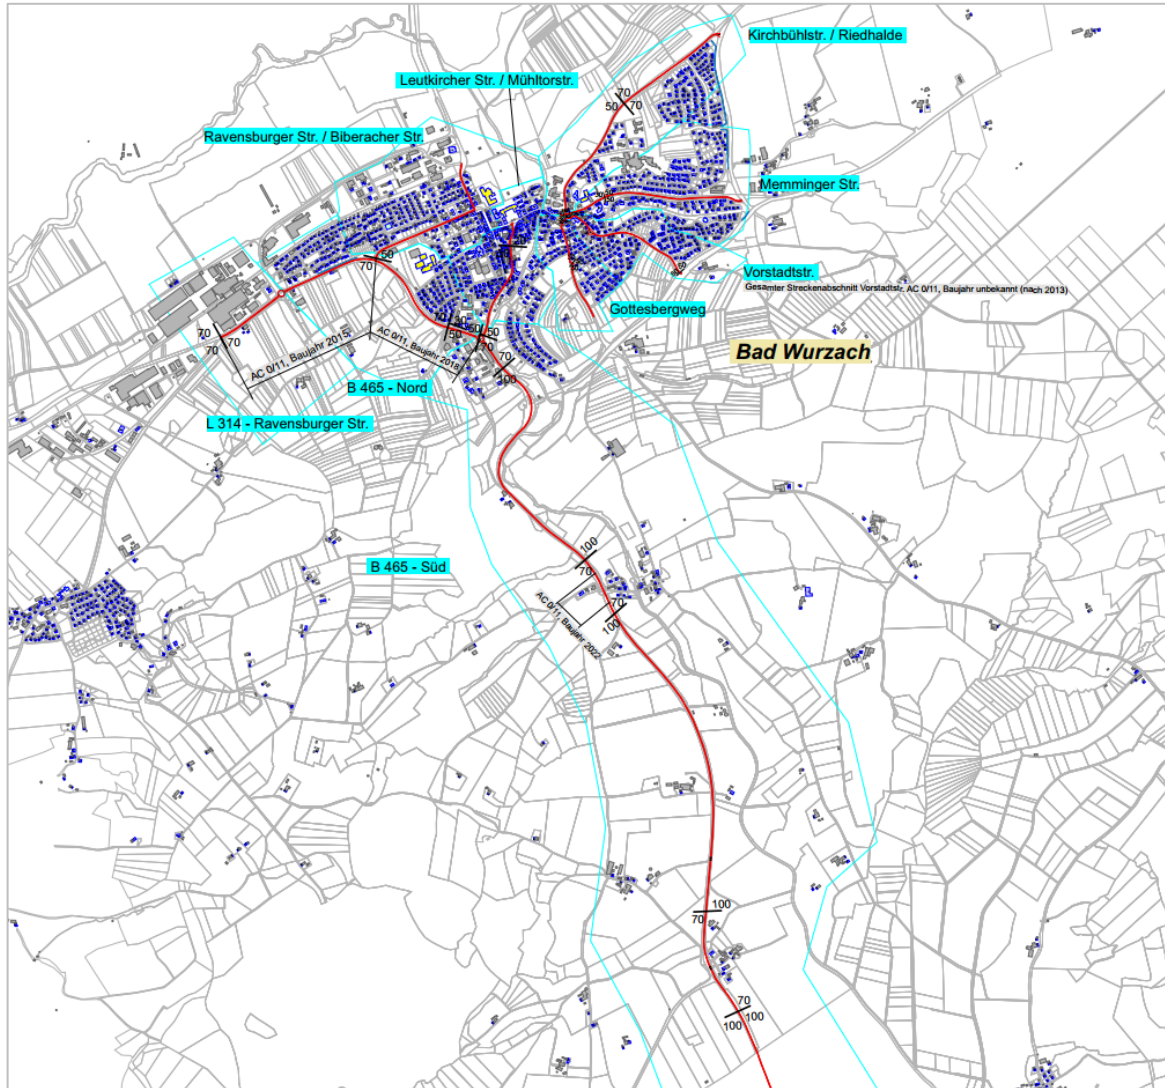 Kirchbühlstr. / Riedhalde
Leutkircher Str. / Mühltorstr.
70
50
70
Ravensburger Str. / Biberacher Str.
Memminger Str.
50
70
Vorstadtstr.
Gesamter Streckenabschnitt Vorstadtstr. AC 0/11, Baujahr unbekannt (nach 2013)
Gottesbergweg
70
70
AC 0/11, Baujahr 2015
AC 0/11, Baujahr 2018
50
50
70
70
100
Bad Wurzach
B 465 - Nord
L 314 - Ravensburger Str.
100
70
B 465 - Süd
AC 0/11, Baujahr 2022
70
100
100
70
70
100
100